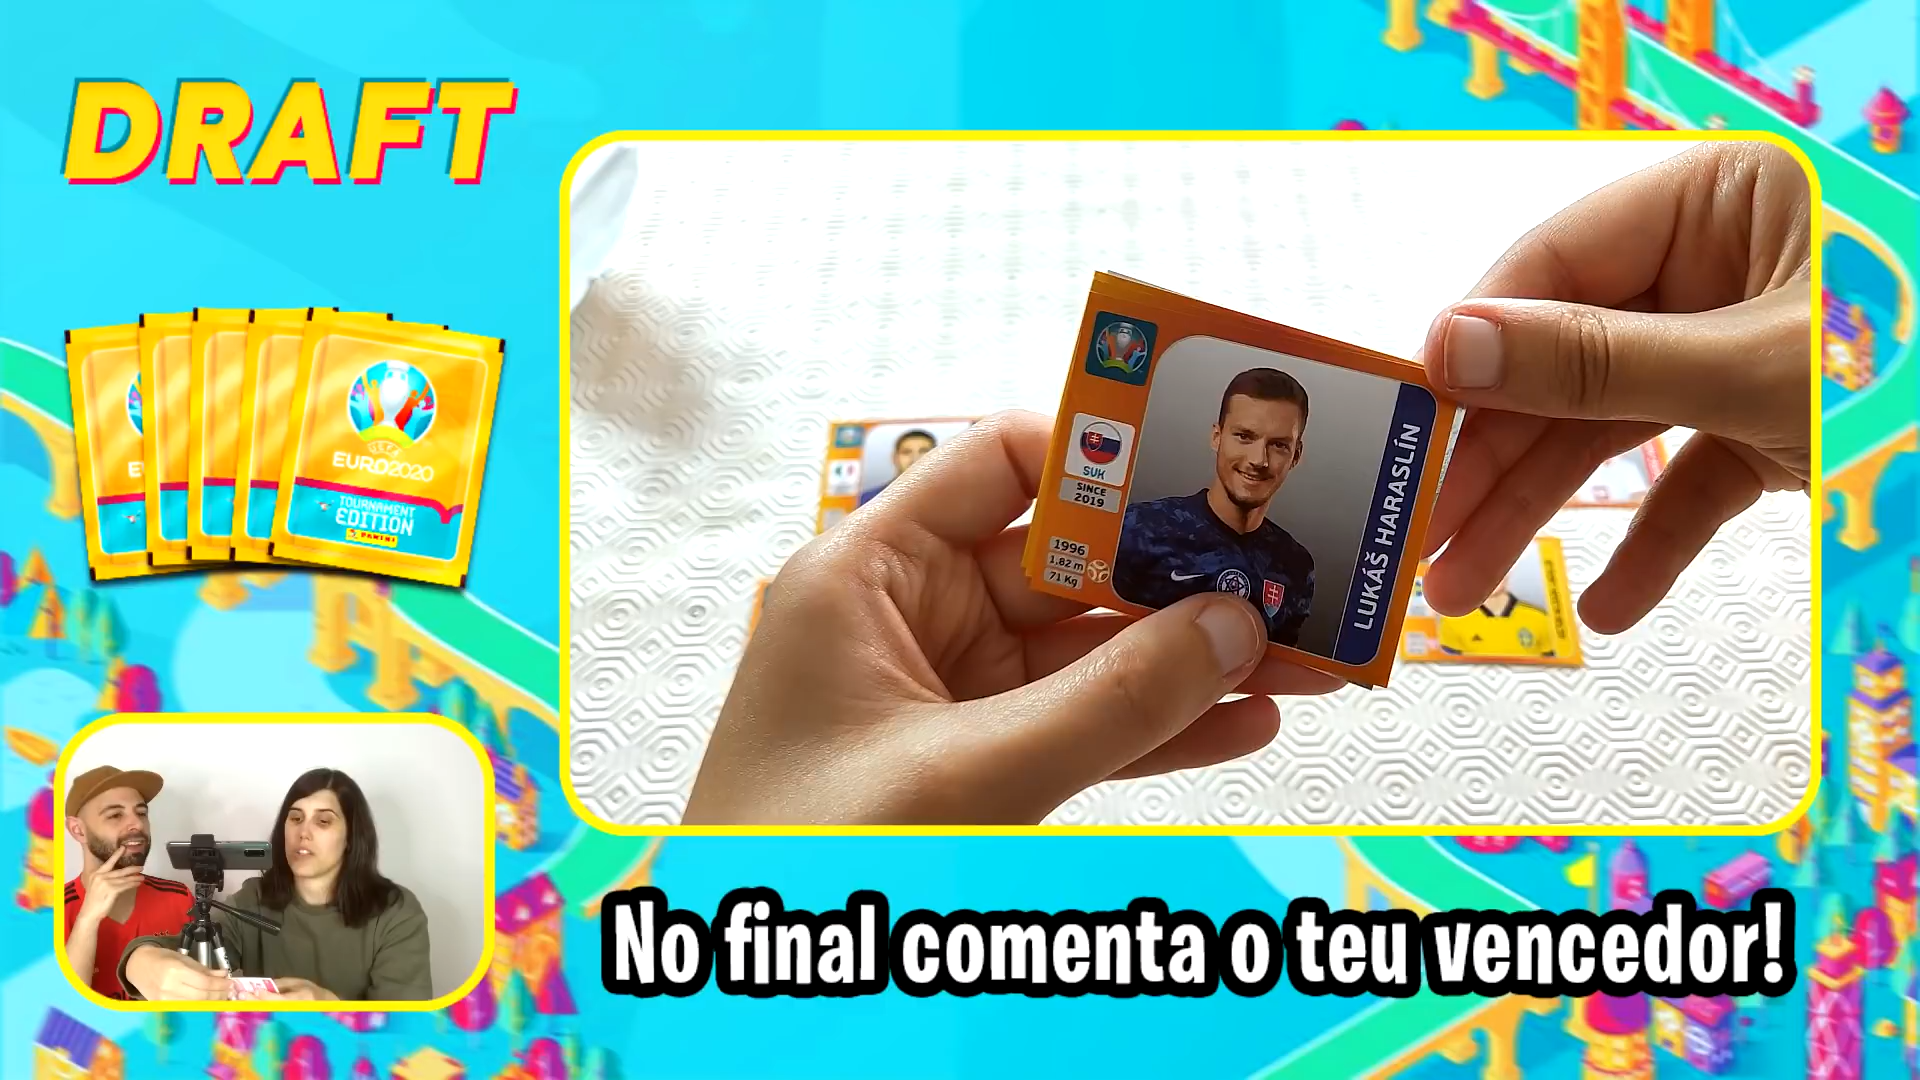 DRAFT
UEFA
EURO2020
TOURNAMENT
EDITION
PANINI
SVK
SINCE
2019
1996
1,82 m
71 Kg
LUKÁŠ HARASLÍN
No final comenta o teu vencedor!